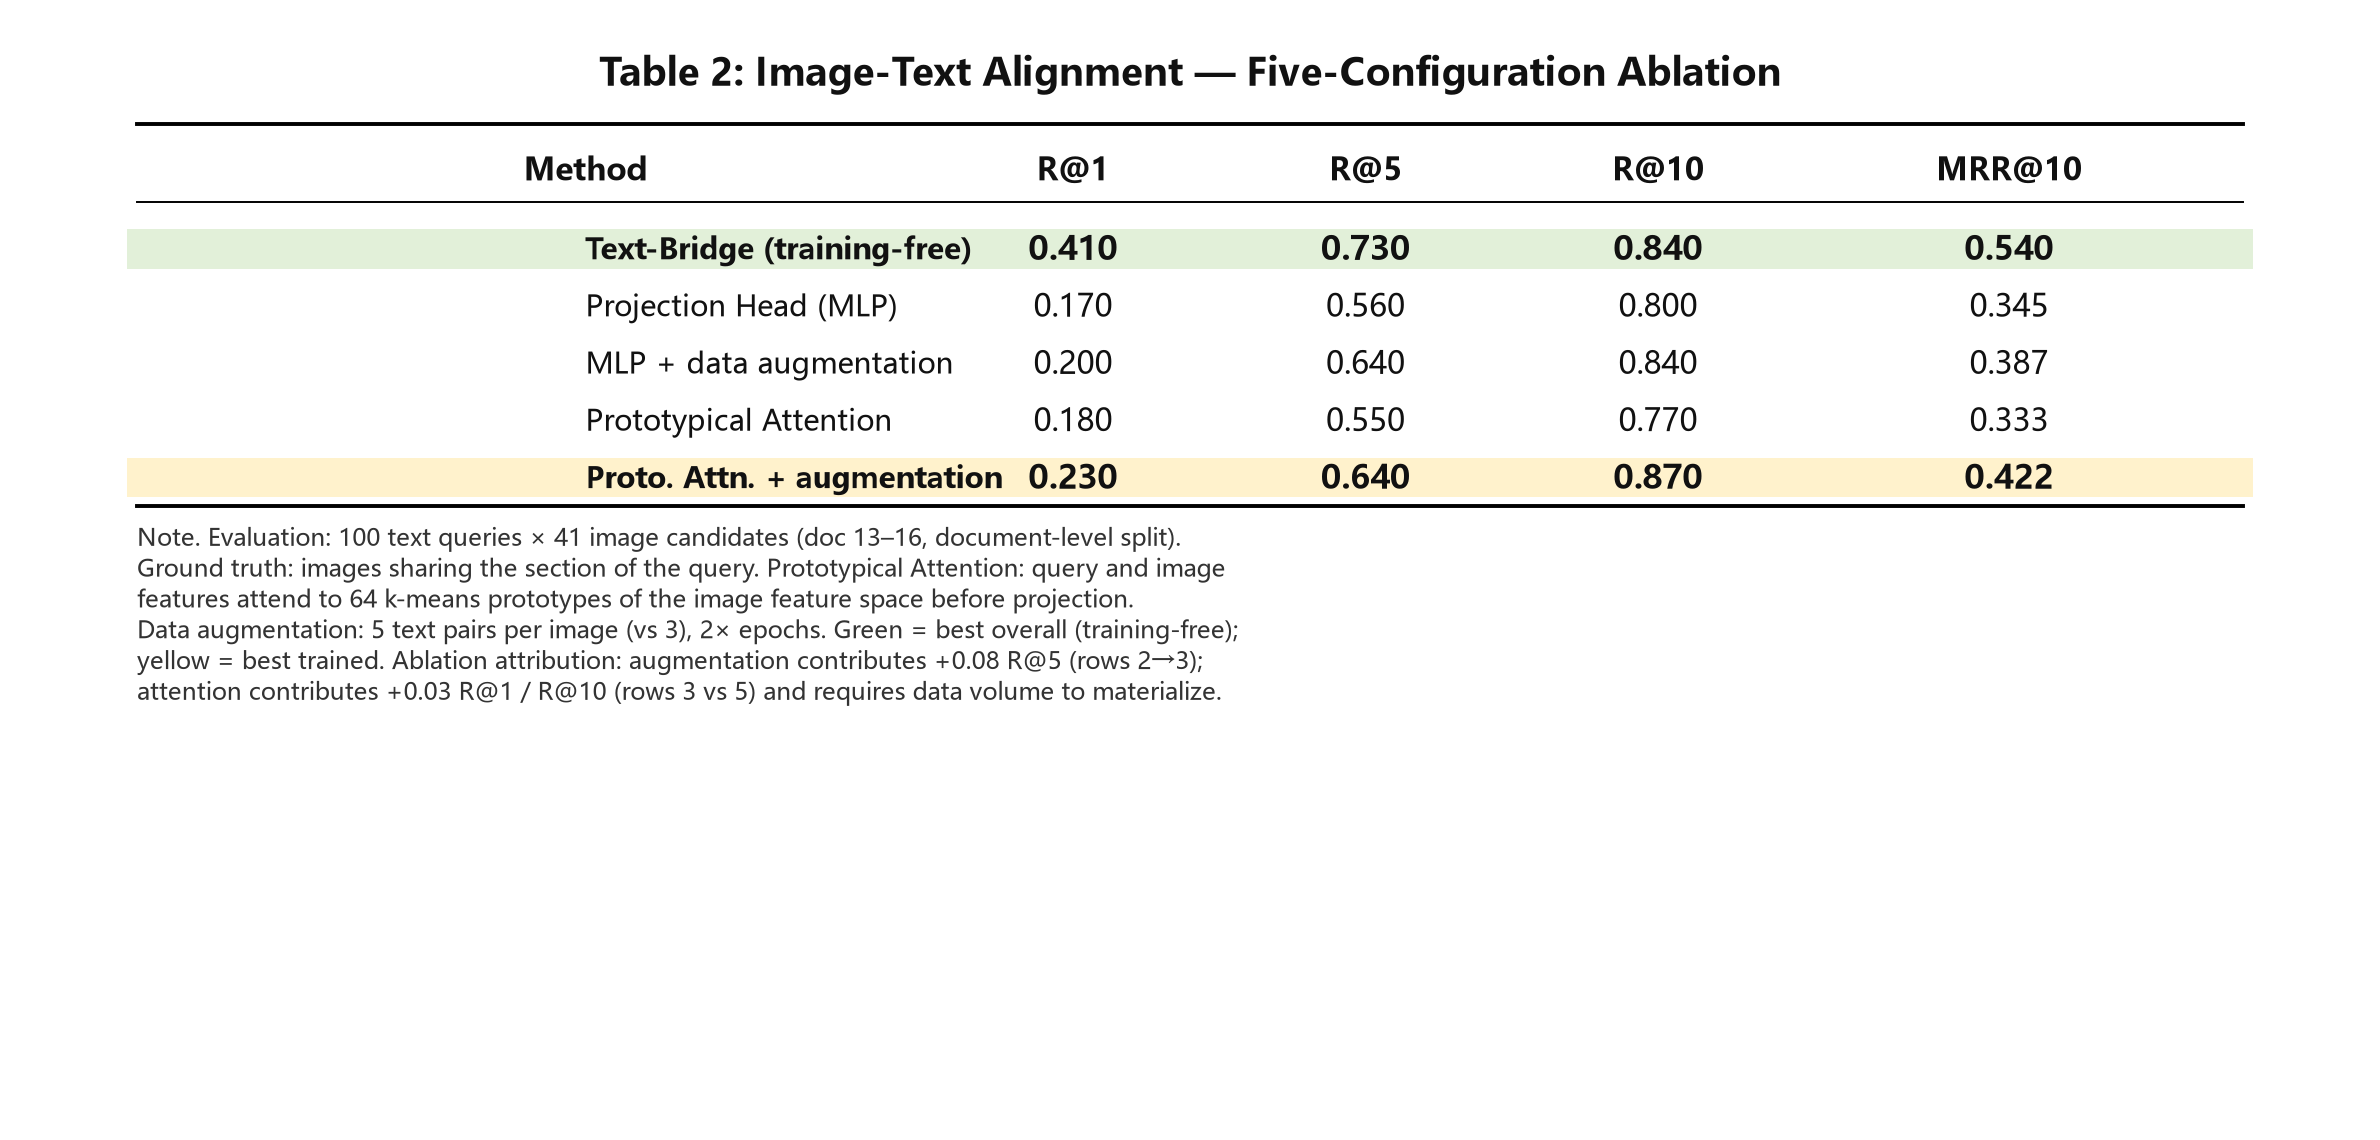 Table 2: Image-Text Alignment — Five-Configuration Ablation
Method R@1 R@5 R@10 MRR@10
Text-Bridge (training-free) 0.410 0.730 0.840 0.540
Projection Head (MLP) 0.170 0.560 0.800 0.345
MLP + data augmentation 0.200 0.640 0.840 0.387
Prototypical Attention 0.180 0.550 0.770 0.333
Proto. Attn. + augmentation 0.230 0.640 0.870 0.422
Note. Evaluation: 100 text queries × 41 image candidates (doc 13–16, document-level split).
Ground truth: images sharing the section of the query. Prototypical Attention: query and image
features attend to 64 k-means prototypes of the image feature space before projection.
Data augmentation: 5 text pairs per image (vs 3), 2× epochs. Green = best overall (training-free);
yellow = best trained. Ablation attribution: augmentation contributes +0.08 R@5 (rows 2→3);
attention contributes +0.03 R@1 / R@10 (rows 3 vs 5) and requires data volume to materialize.